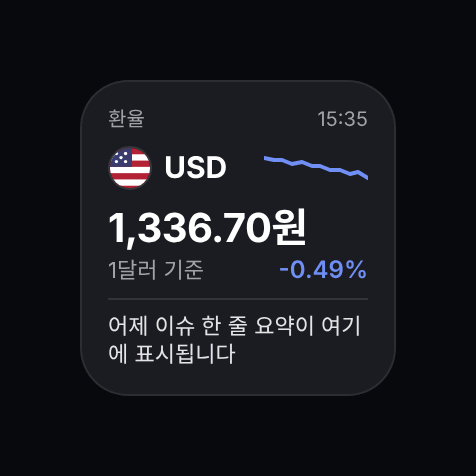 환율 15:35
USD
1,336.70원
1달러 기준 -0.49%
어제 이슈 한 줄 요약이 여기
에 표시됩니다